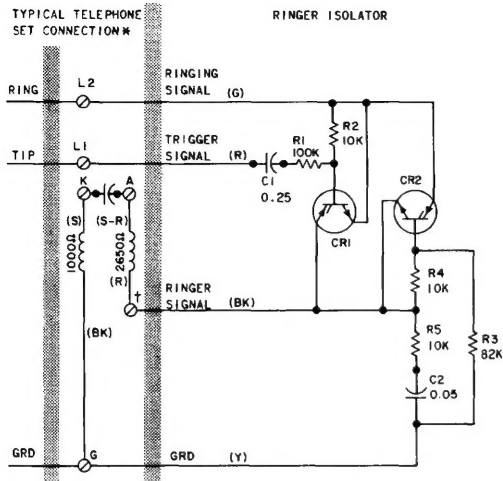 TYPICAL TELEPHONE
SET CONNECTION*
RINGER ISOLATOR
RING
L2
RINGING
SIGNAL (G)
TIP
L1
TRIGGER
SIGNAL (R)
R1
100K
R2
10K
C1
0.25
CR1
CR2
K
A
(S)
(S-R)
1000Ω
2650Ω
(R)
†
(BK)
RINGER
SIGNAL (BK)
R4
10K
R5
10K
R3
82K
C2
0.05
GRD
G
GRD (Y)